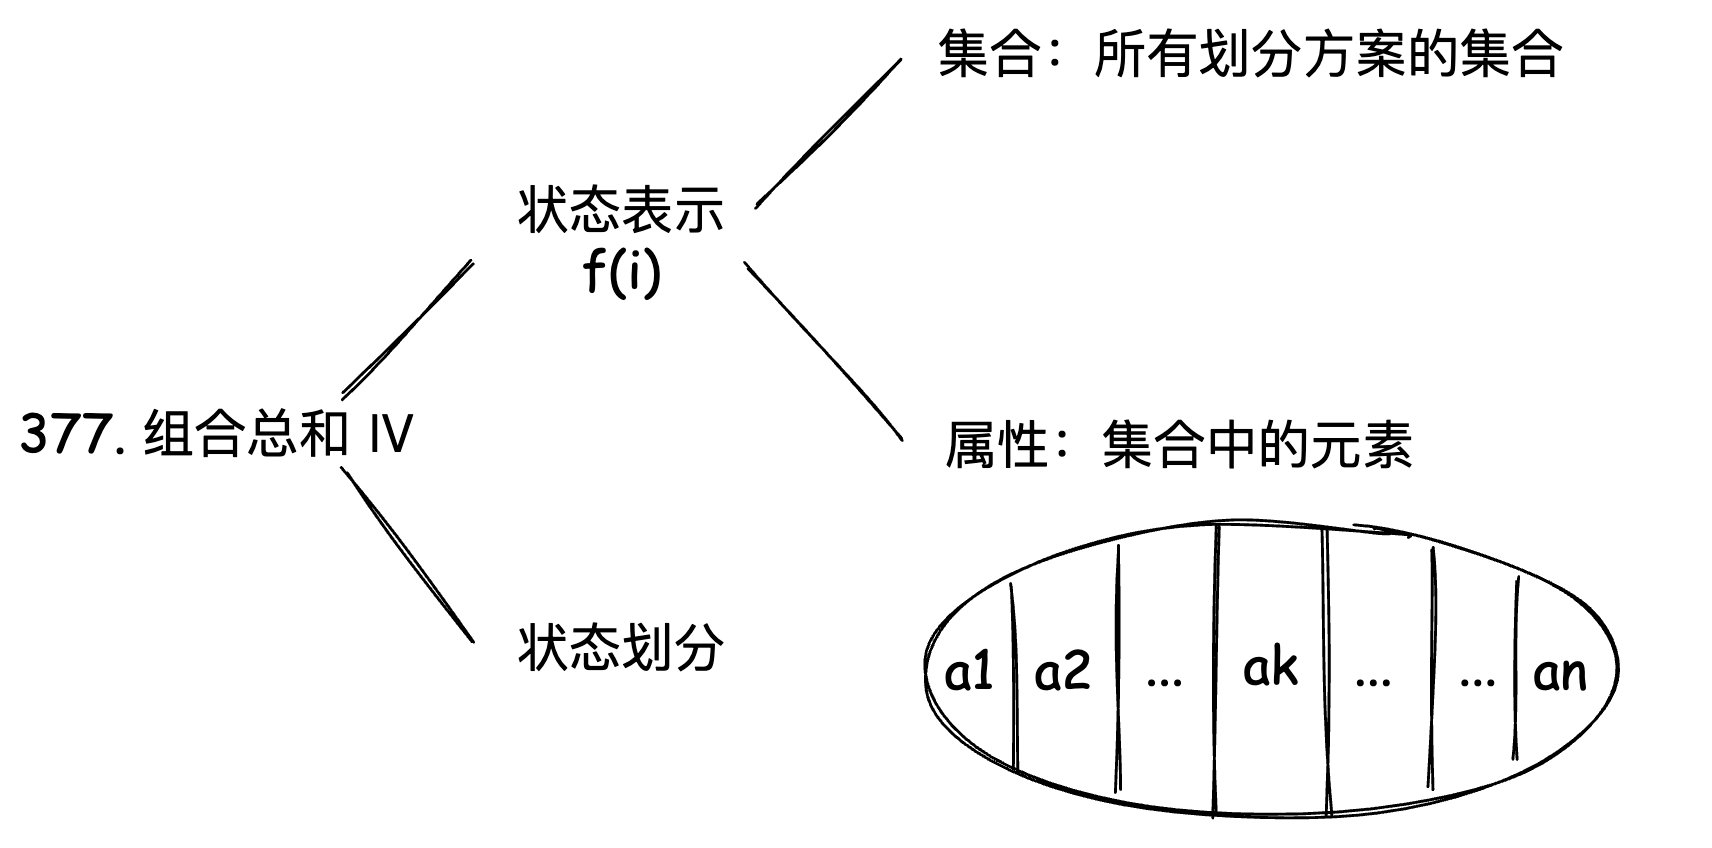 集合：所有划分方案的集合
状态表示
f(i)
377. 组合总和 IV
属性：集合中的元素
状态划分
a1 a2 ... ak ... ... an